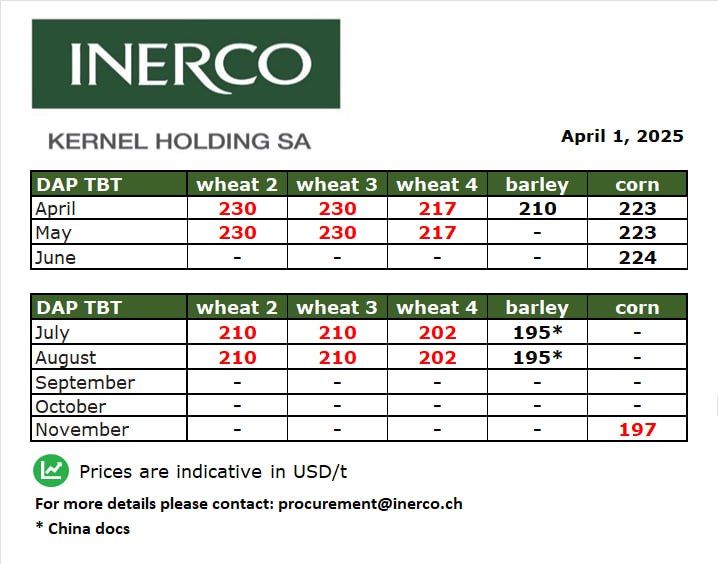 INERCO
KERNEL HOLDING SA
April 1, 2025
DAP TBT wheat 2 wheat 3 wheat 4 barley corn
April 230 230 217 210 223
May 230 230 217 - 223
June - - - - 224
DAP TBT wheat 2 wheat 3 wheat 4 barley corn
July 210 210 202 195* -
August 210 210 202 195* -
September - - - - -
October - - - - -
November - - - - 197
Prices are indicative in USD/t
For more details please contact: procurement@inerco.ch
* China docs